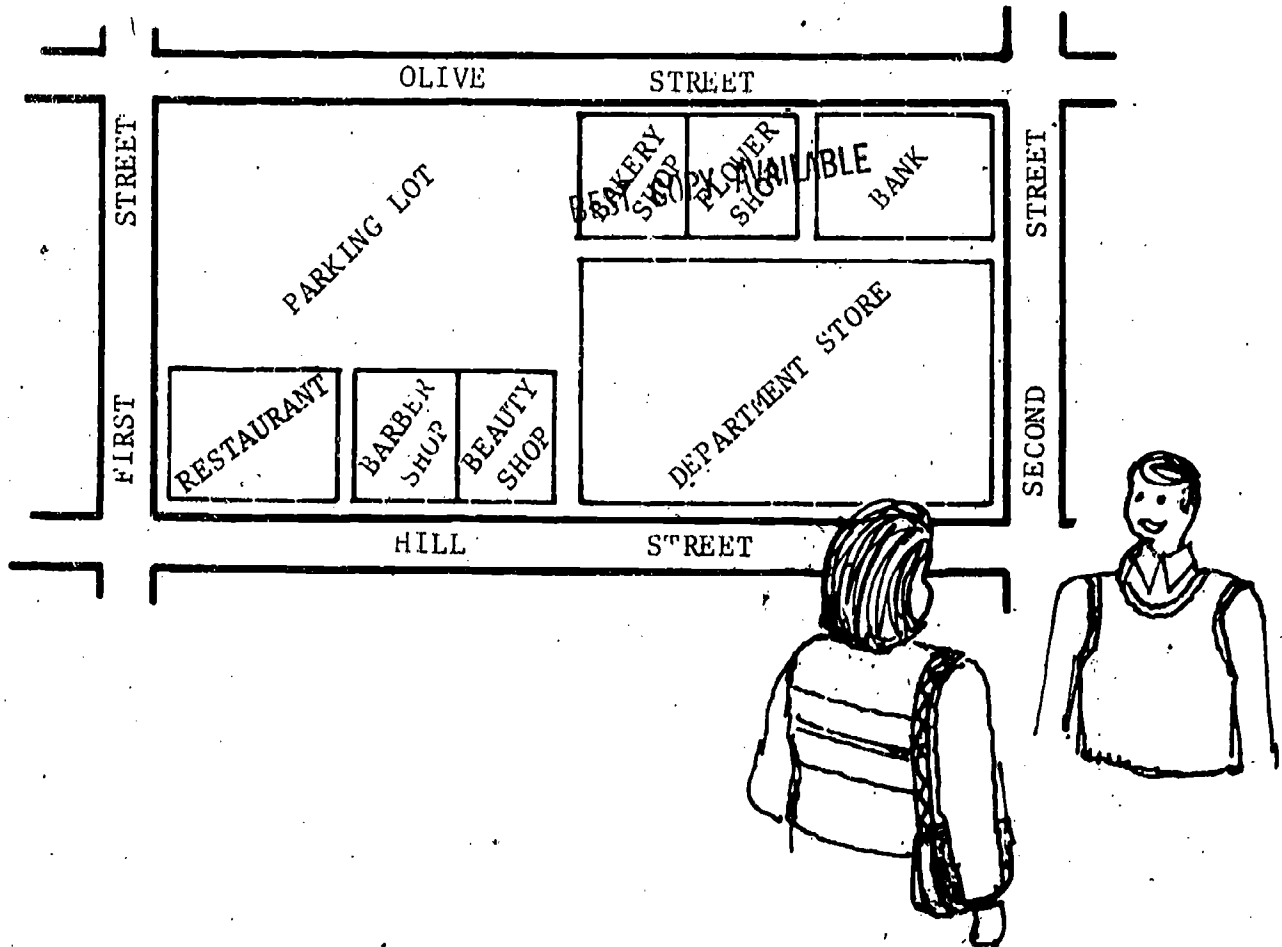 OLIVE STREET
STREET
FIRST
PARKING LOT
BAKERY
SHOP
FLOWER
SHOP
BEST COPY AVAILABLE
BANK
STREET
SECOND
DEPARTMENT STORE
RESTAURANT
BARBER
SHOP
BEAUTY
SHOP
HILL STREET